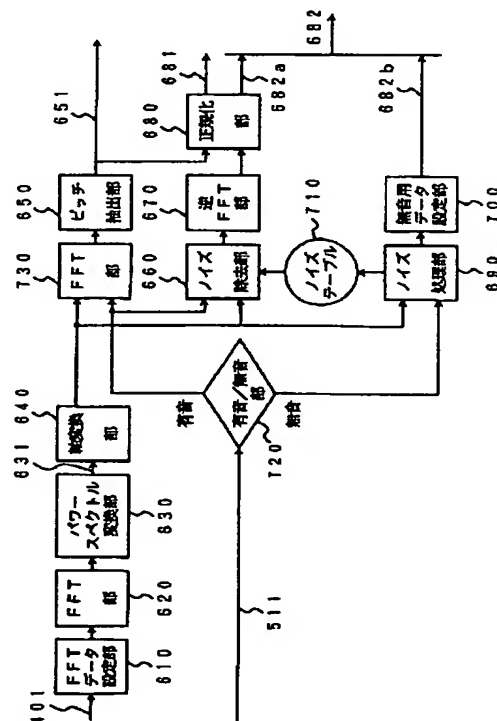 401
FFT
データ
設定部
610
FFT
部
620
パワー
スペクトル
変換部
630
631
軸変換
部
640
FFT
部
730
ピッチ
抽出部
650
651
511
有音/無音
部
720
有音
無音
ノイズ
除去部
660
逆
FFT
部
670
正規化
部
680
681
682a
682
ノイズ
テーブル
710
ノイズ
処理部
690
無音用
データ
設定部
700
682b